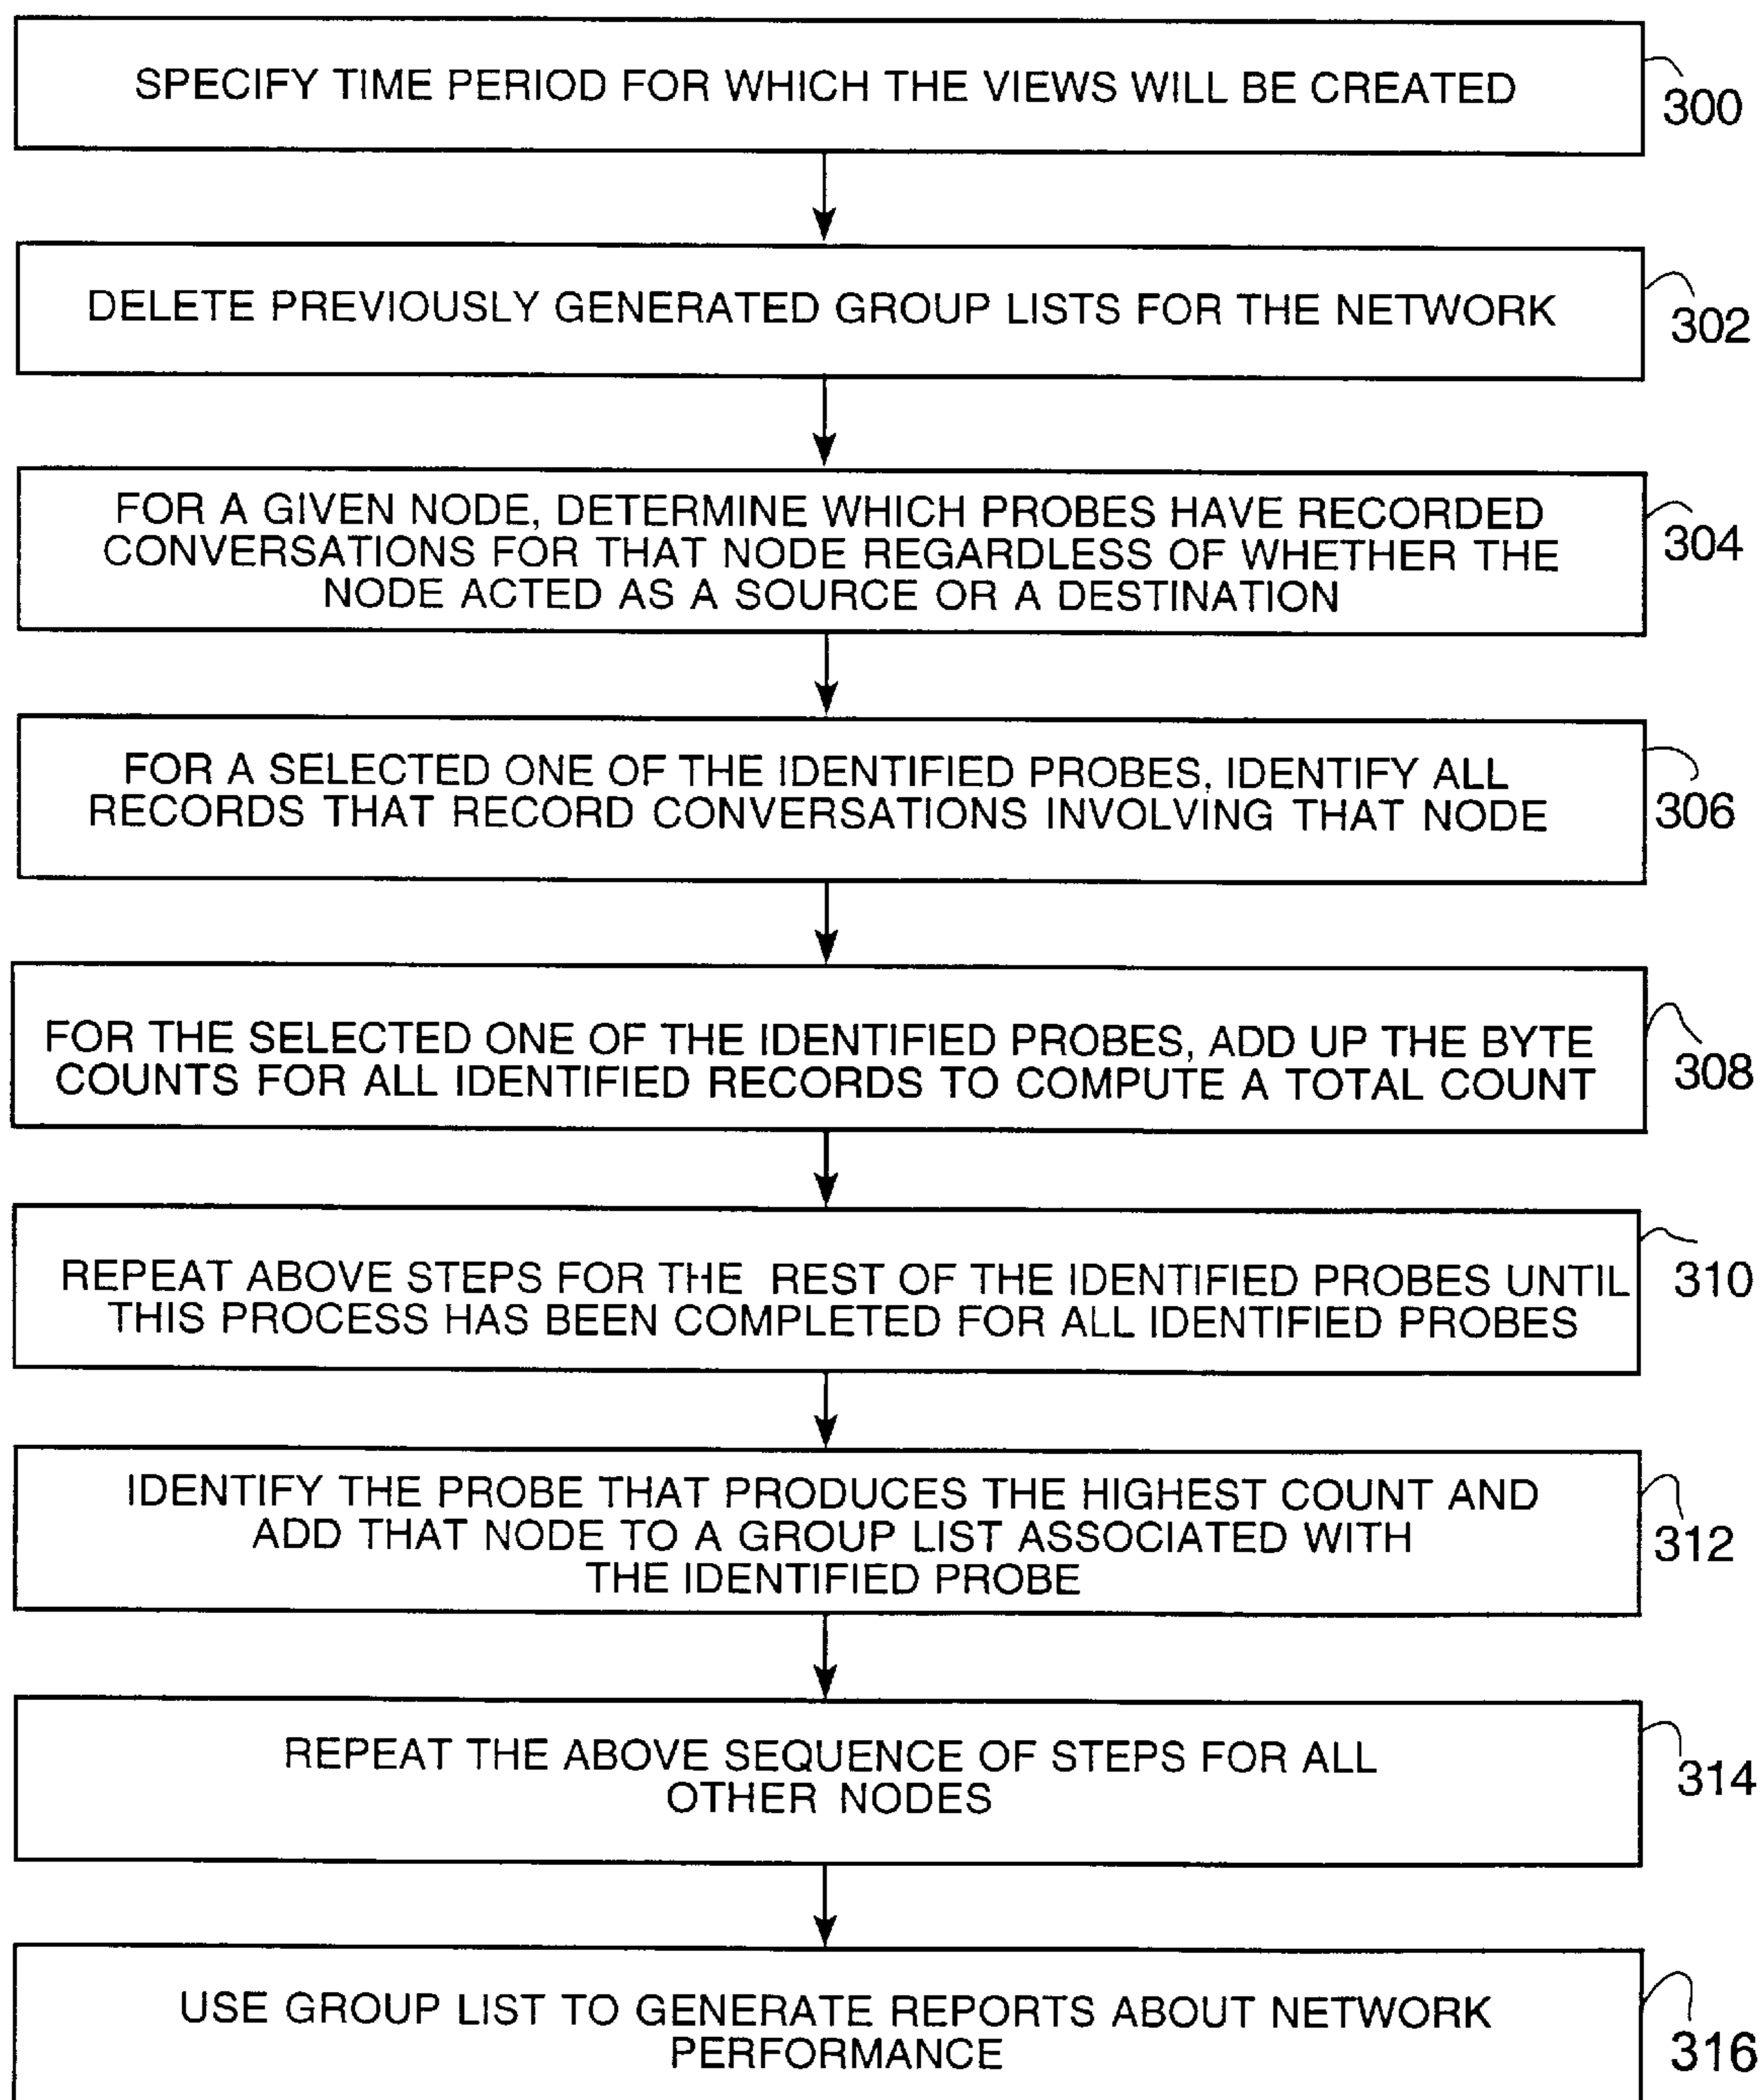 SPECIFY TIME PERIOD FOR WHICH THE VIEWS WILL BE CREATED
300
DELETE PREVIOUSLY GENERATED GROUP LISTS FOR THE NETWORK
302
FOR A GIVEN NODE, DETERMINE WHICH PROBES HAVE RECORDED
CONVERSATIONS FOR THAT NODE REGARDLESS OF WHETHER THE
NODE ACTED AS A SOURCE OR A DESTINATION
304
FOR A SELECTED ONE OF THE IDENTIFIED PROBES, IDENTIFY ALL
RECORDS THAT RECORD CONVERSATIONS INVOLVING THAT NODE
306
FOR THE SELECTED ONE OF THE IDENTIFIED PROBES, ADD UP THE BYTE
COUNTS FOR ALL IDENTIFIED RECORDS TO COMPUTE A TOTAL COUNT
308
REPEAT ABOVE STEPS FOR THE REST OF THE IDENTIFIED PROBES UNTIL
THIS PROCESS HAS BEEN COMPLETED FOR ALL IDENTIFIED PROBES
310
IDENTIFY THE PROBE THAT PRODUCES THE HIGHEST COUNT AND
ADD THAT NODE TO A GROUP LIST ASSOCIATED WITH
THE IDENTIFIED PROBE
312
REPEAT THE ABOVE SEQUENCE OF STEPS FOR ALL
OTHER NODES
314
USE GROUP LIST TO GENERATE REPORTS ABOUT NETWORK
PERFORMANCE
316